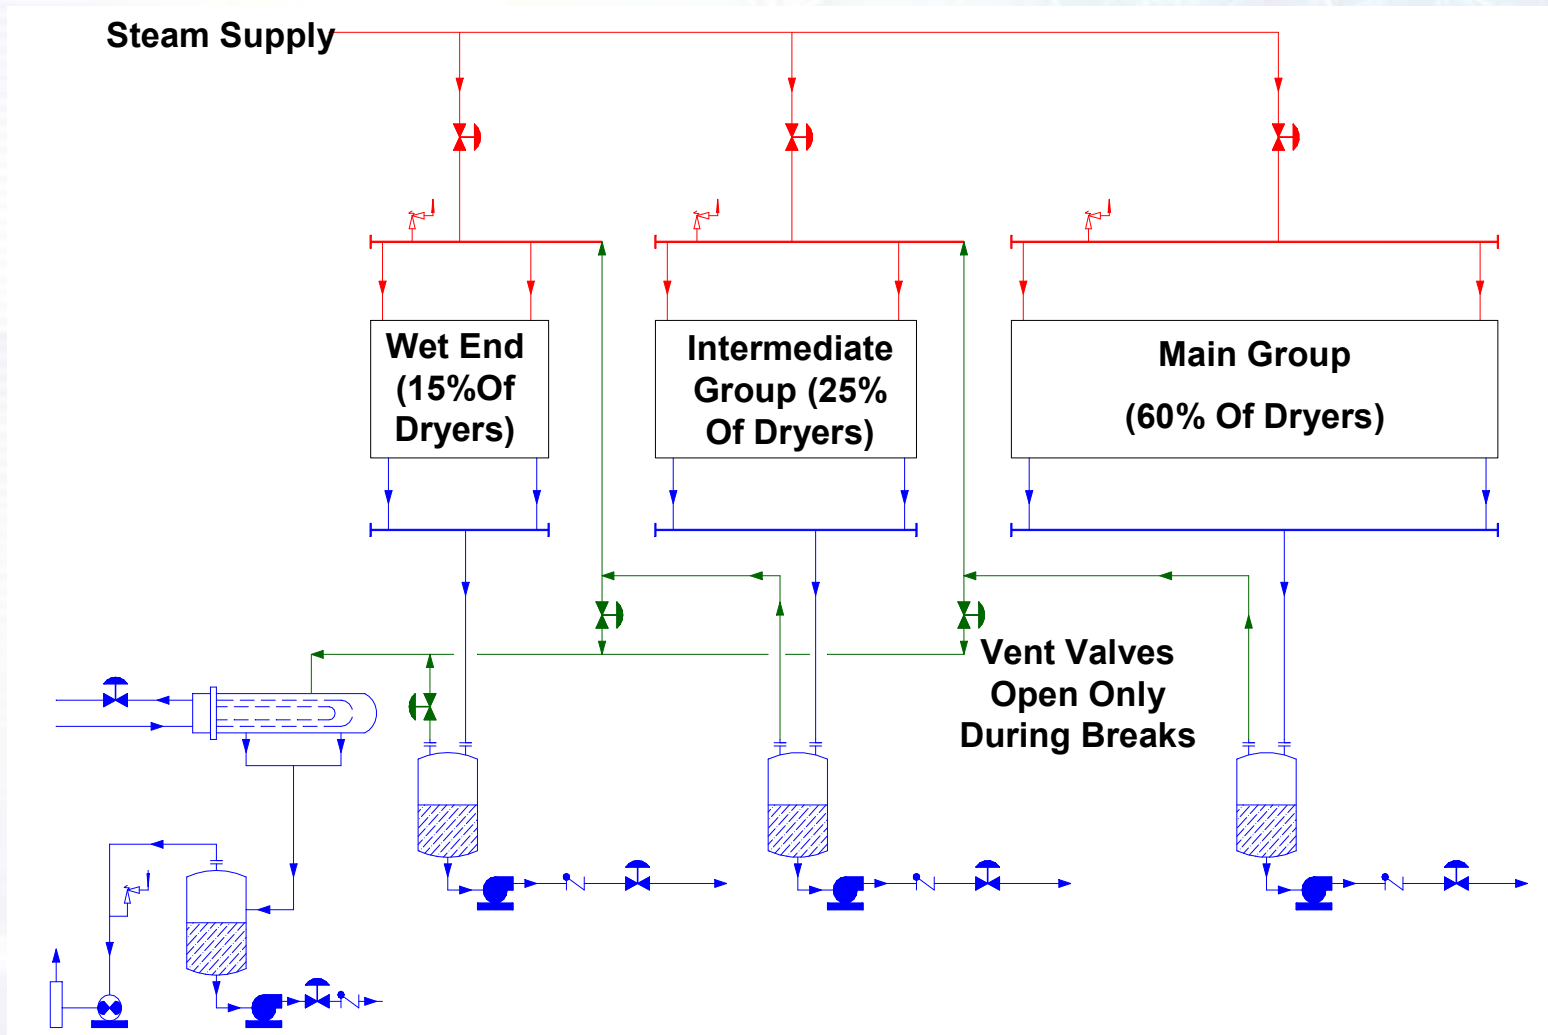 Steam Supply
Wet End
(15%Of
Dryers)
Intermediate
Group (25%
Of Dryers)
Main Group
(60% Of Dryers)
Vent Valves
Open Only
During Breaks